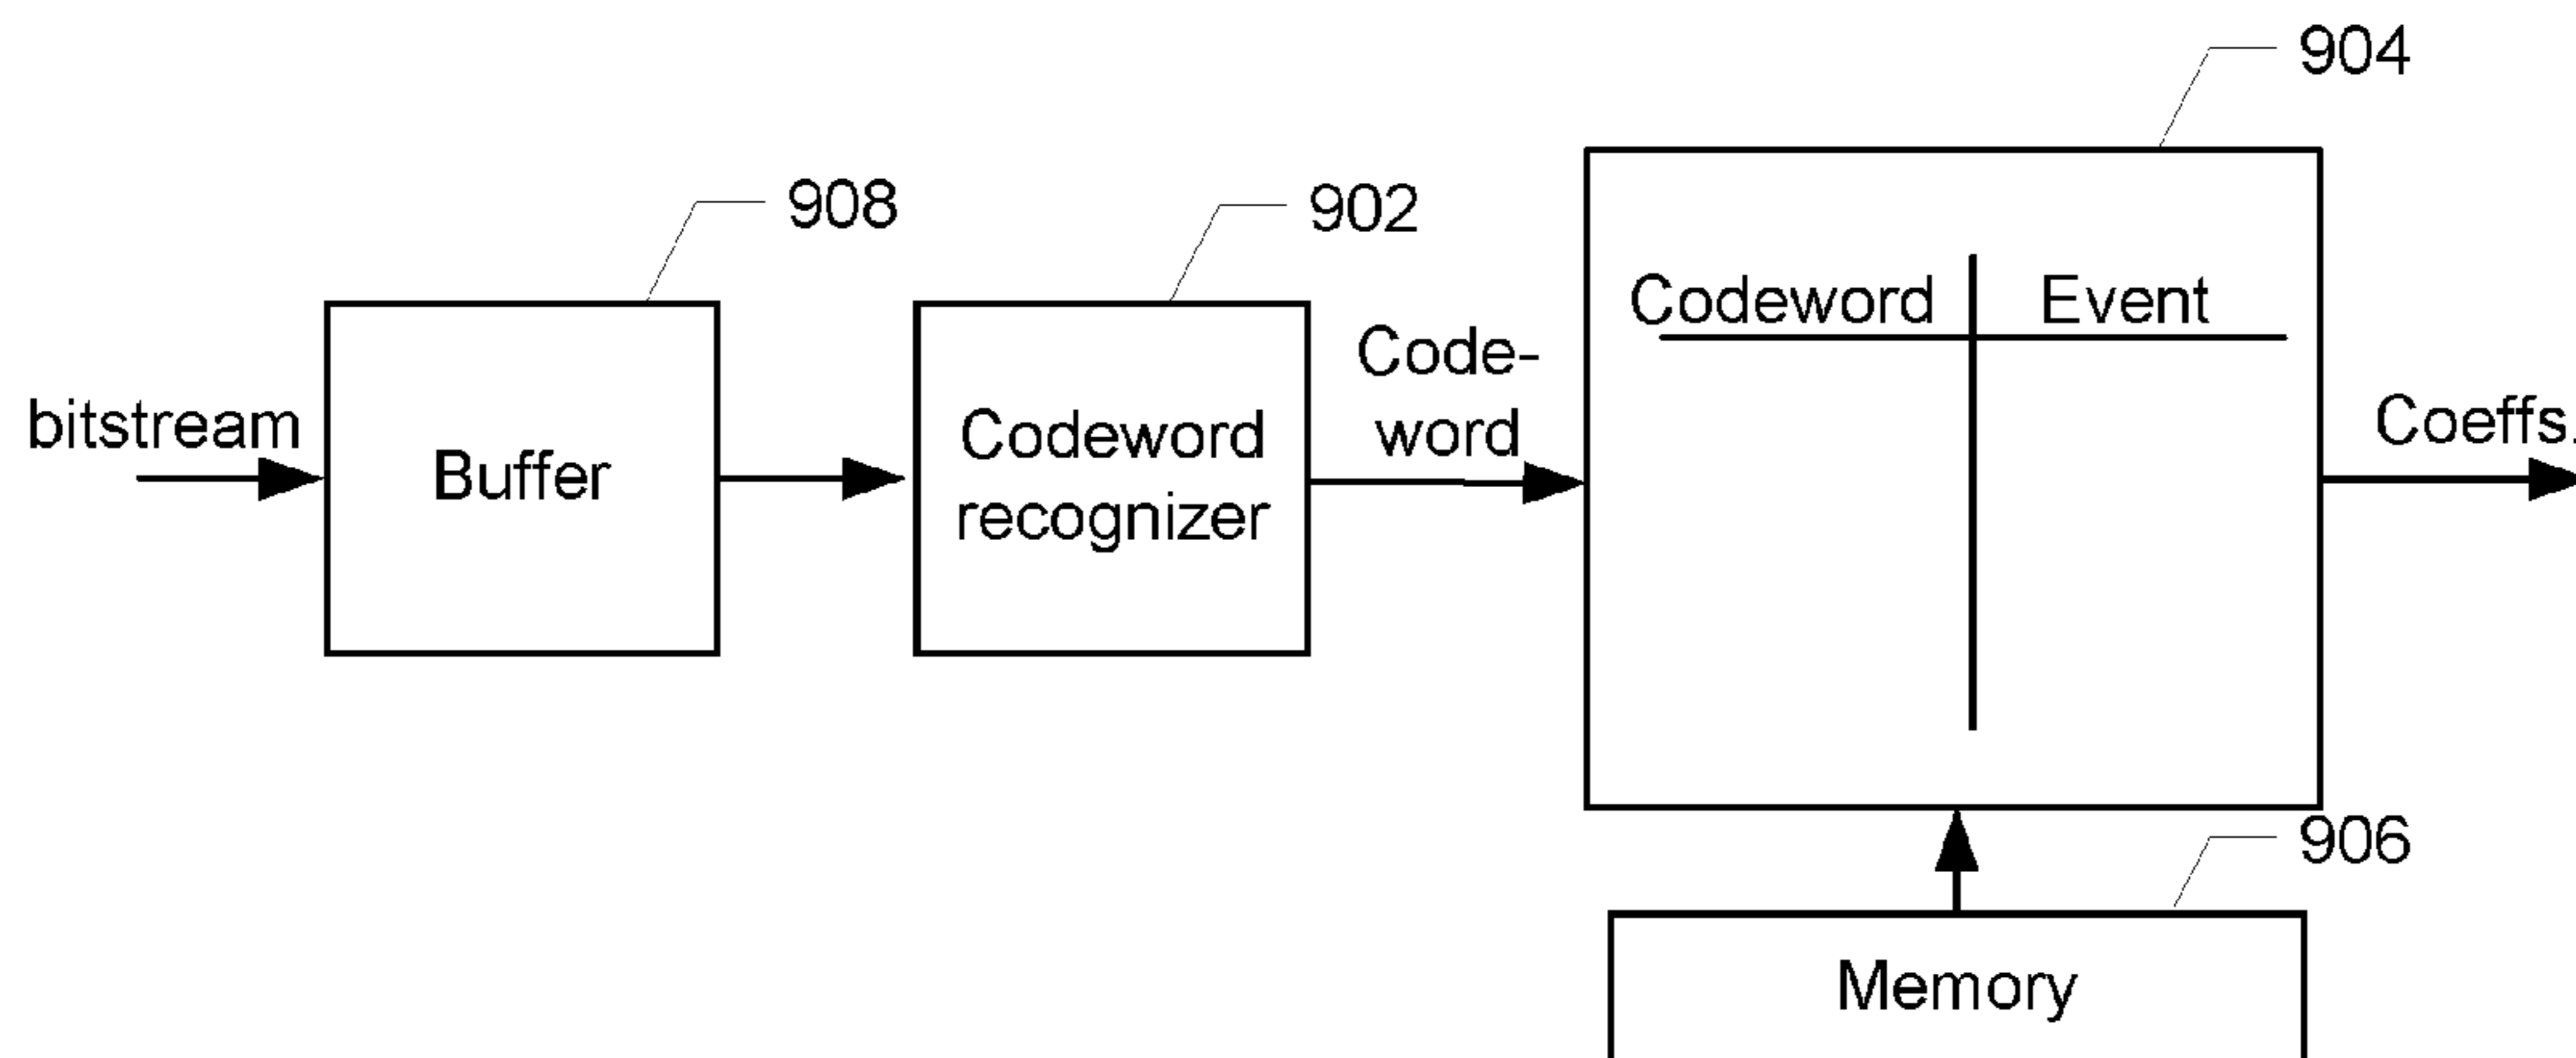 904
908
902
Codeword
Event
Code-
word
bitstream
Coeffs.
Buffer
Codeword
recognizer
906
Memory